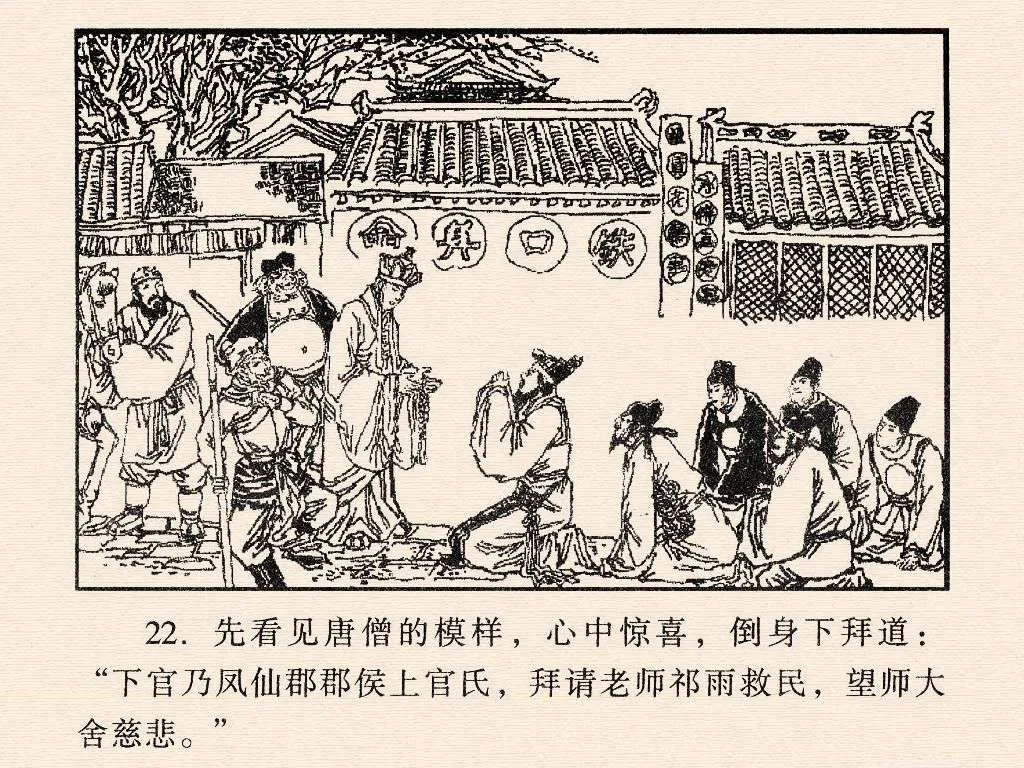 22. 先看见唐僧的模样，心中惊喜，倒身下拜道：
“下官乃凤仙郡郡侯上官氏，拜请老师祁雨救民，望师大
舍慈悲。”